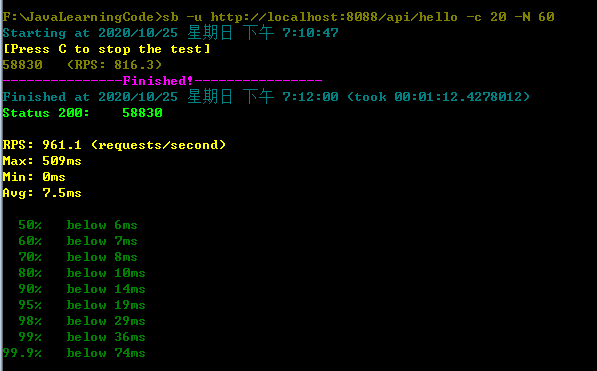 F:\JavaLearningCode>sb -u http://localhost:8088/api/hello -c 20 -N 60
Starting at 2020/10/25 星期日 下午 7:10:47
[Press C to stop the test]
58830 (RPS: 816.3)
---------------Finished!----------------
Finished at 2020/10/25 星期日 下午 7:12:00 (took 00:01:12.4278012)
Status 200: 58830
RPS: 961.1 (requests/second)
Max: 509ms
Min: 0ms
Avg: 7.5ms
50% below 6ms
60% below 7ms
70% below 8ms
80% below 10ms
90% below 14ms
95% below 19ms
98% below 29ms
99% below 36ms
99.9% below 74ms